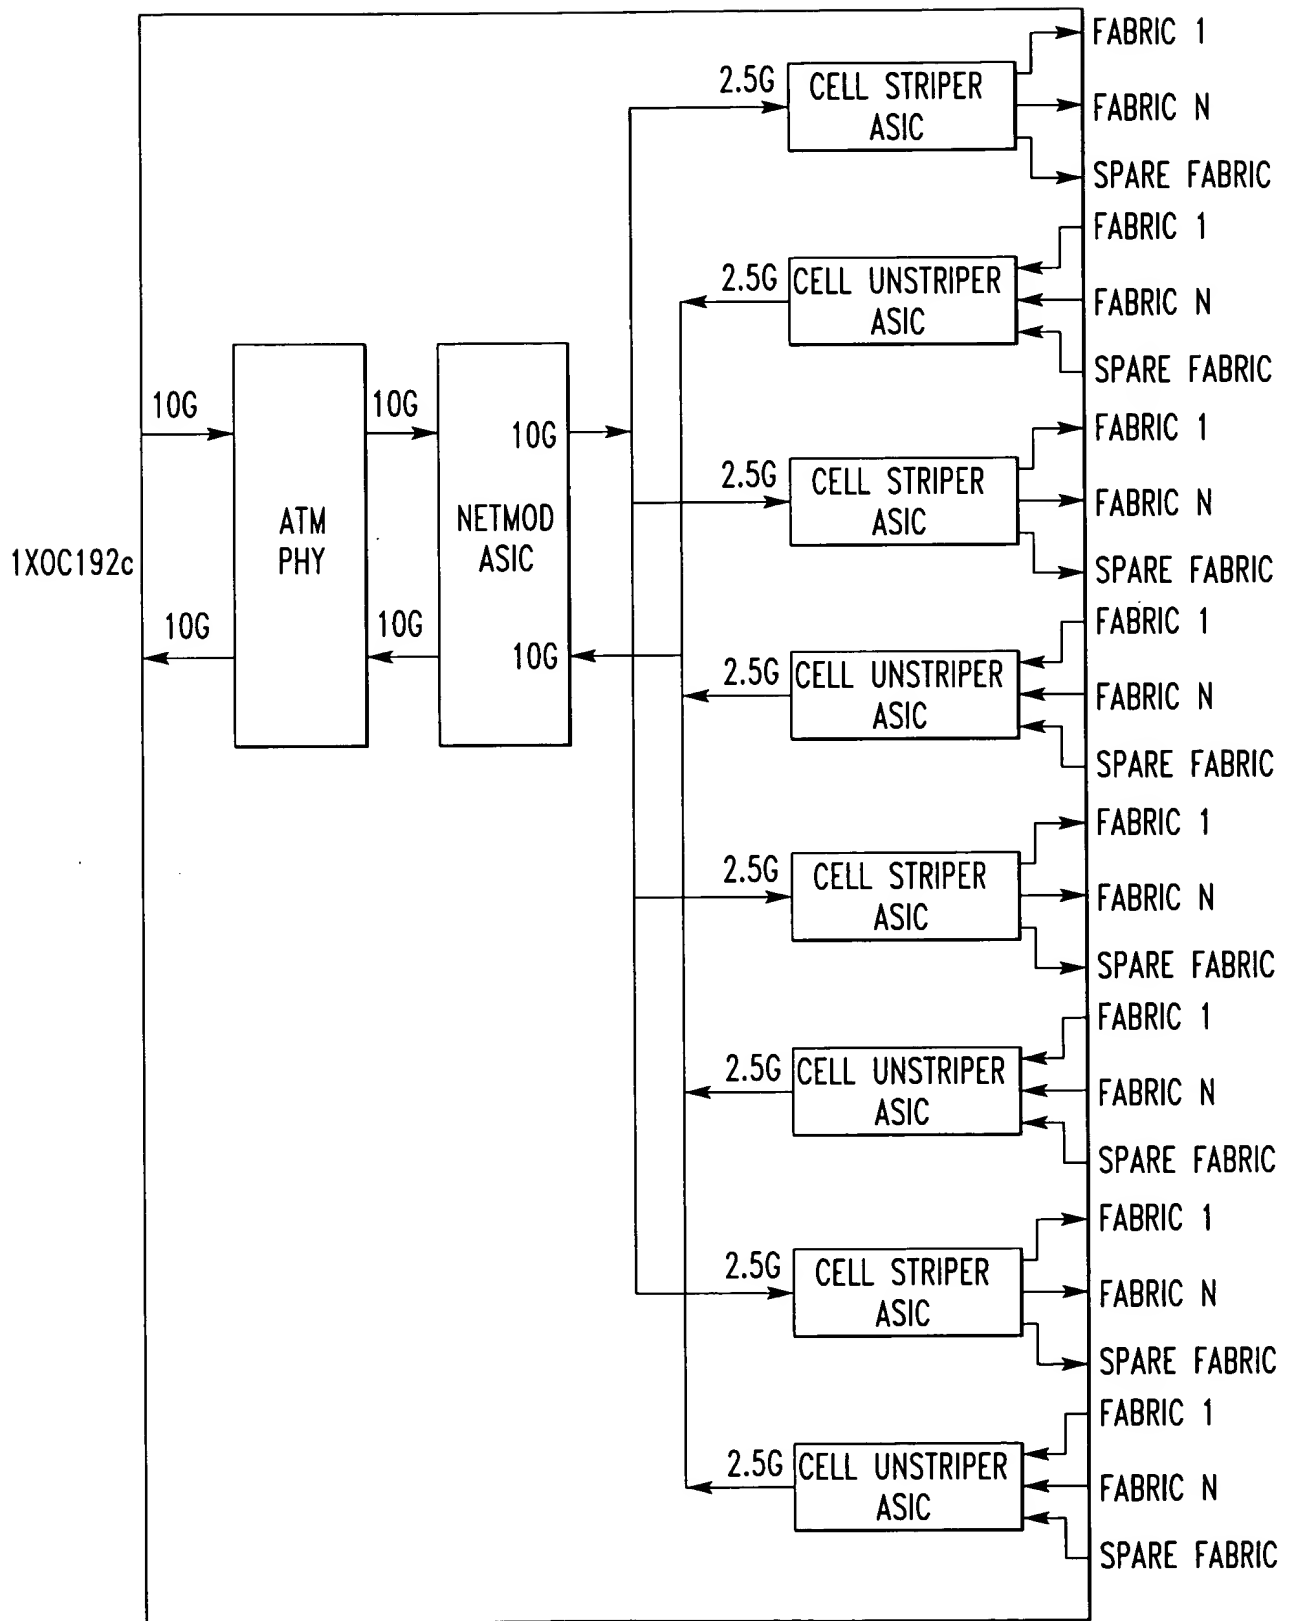 FABRIC 1
2.5G
CELL STRIPER
ASIC
FABRIC N
SPARE FABRIC
FABRIC 1
2.5G
CELL UNSTRIPER
ASIC
FABRIC N
SPARE FABRIC
10G
10G
10G
ATM
PHY
NETMOD
ASIC
1XOC192c
10G
10G
10G
FABRIC 1
2.5G
CELL STRIPER
ASIC
FABRIC N
SPARE FABRIC
FABRIC 1
2.5G
CELL UNSTRIPER
ASIC
FABRIC N
SPARE FABRIC
FABRIC 1
2.5G
CELL STRIPER
ASIC
FABRIC N
SPARE FABRIC
FABRIC 1
2.5G
CELL UNSTRIPER
ASIC
FABRIC N
SPARE FABRIC
FABRIC 1
2.5G
CELL STRIPER
ASIC
FABRIC N
SPARE FABRIC
FABRIC 1
2.5G
CELL UNSTRIPER
ASIC
FABRIC N
SPARE FABRIC